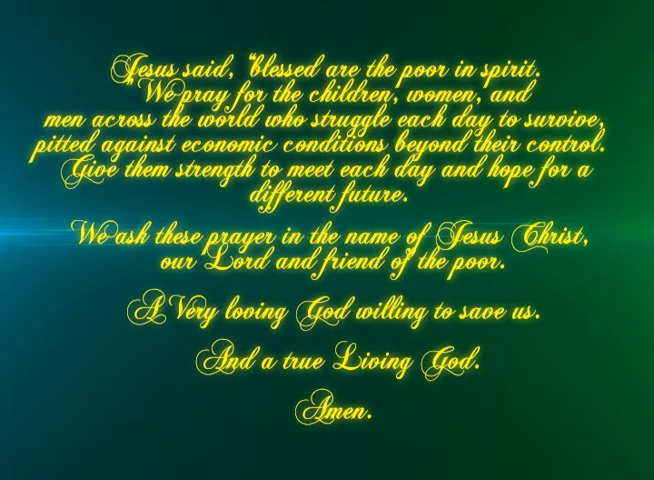 Jesus said, "blessed are the poor in spirit.
"We pray for the children, women, and
men across the world who struggle each day to survive,
pitted against economic conditions beyond their control.
Give them strength to meet each day and hope for a
different future.
We ask these prayer in the name of Jesus Christ,
our Lord and friend of the poor.
A Very loving God willing to save us.
And a true Living God.
Amen.